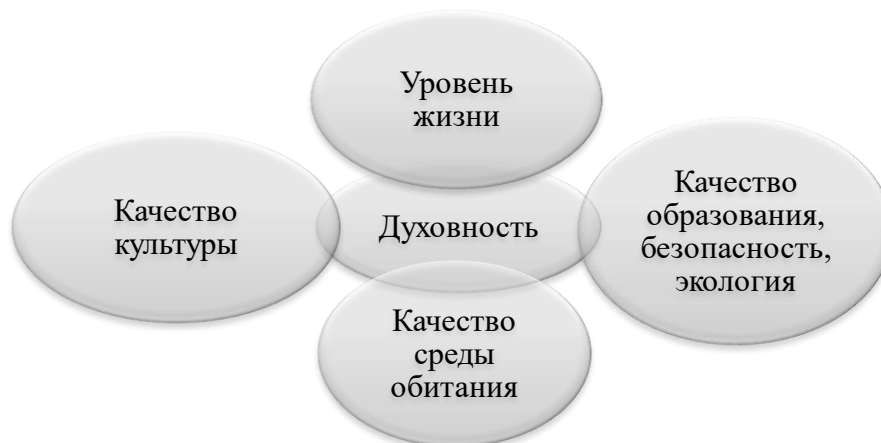 Уровень
жизни
Качество
культуры
Духовность
Качество
образования,
безопасность,
экология
Качество
среды
обитания